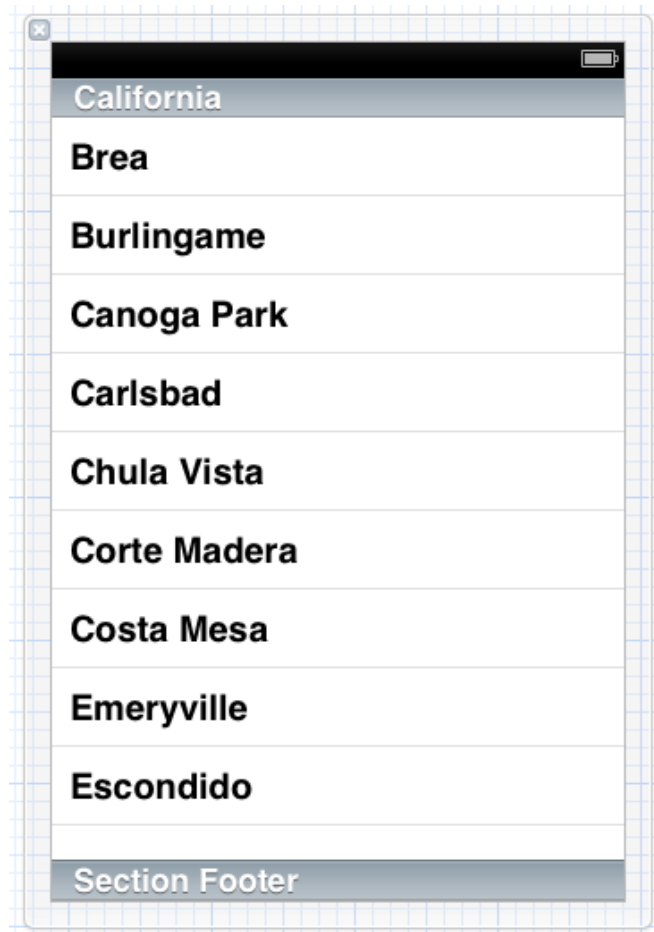 California
Brea
Burlingame
Canoga Park
Carlsbad
Chula Vista
Corte Madera
Costa Mesa
Emeryville
Escondido
Section Footer